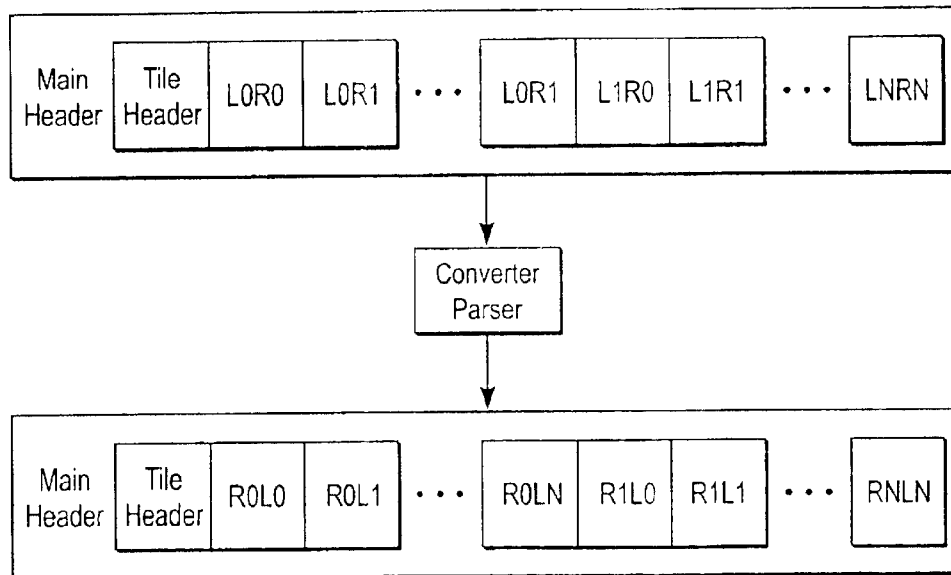 Main Header
Tile Header
L0R0
L0R1
• • •
L0R1
L1R0
L1R1
• • •
LNRN
Converter
Parser
Main Header
Tile Header
R0L0
R0L1
• • •
R0LN
R1L0
R1L1
• • •
RNLN